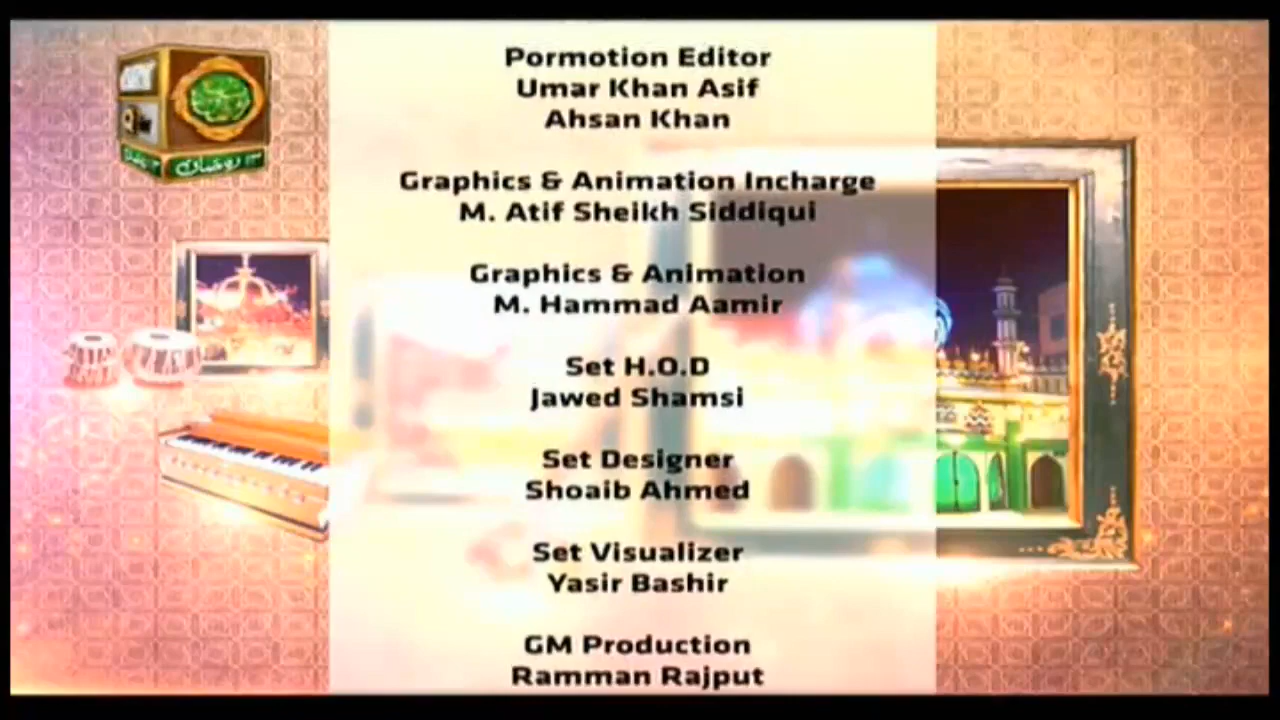 Pormotion Editor
Umar Khan Asif
Ahsan Khan
Graphics & Animation Incharge
M. Atif Sheikh Siddiqui
Graphics & Animation
M. Hammad Aamir
Set H.O.D
Jawed Shamsi
Set Designer
Shoaib Ahmed
Set Visualizer
Yasir Bashir
GM Production
Ramman Rajput